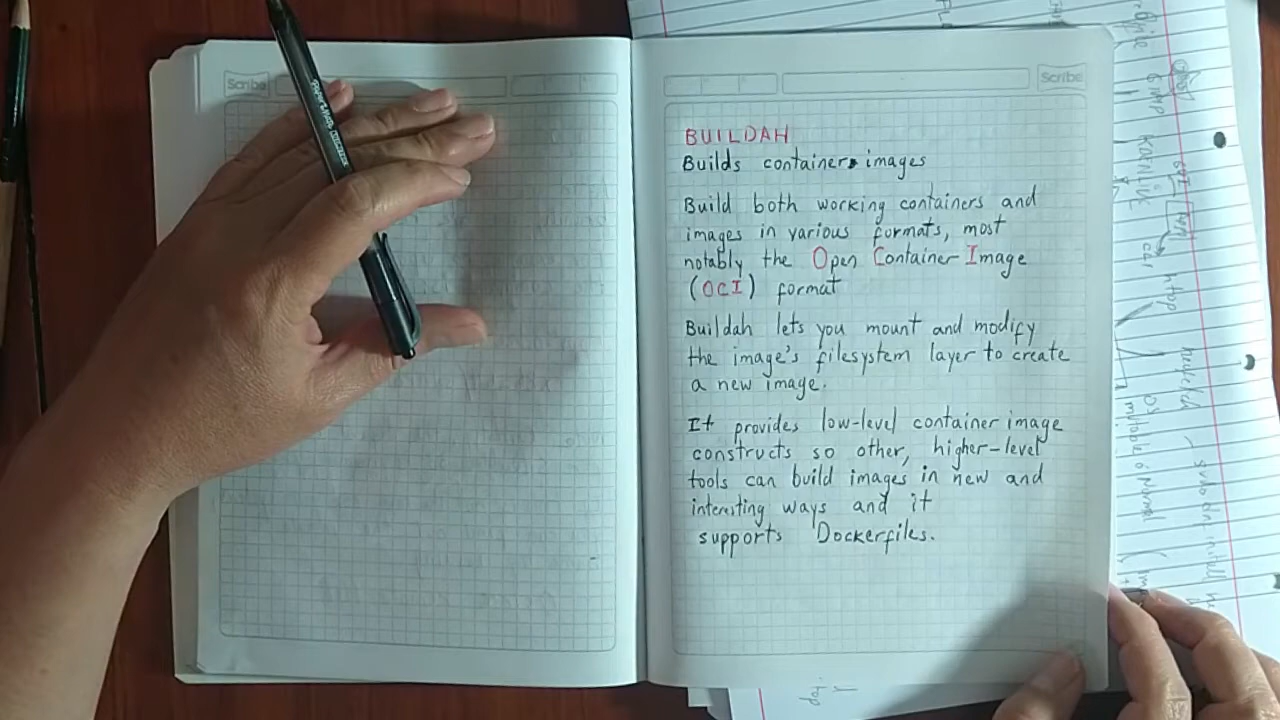 Scribe
Scribe
BUILDAH
Builds container images
Build both working containers and
images in various formats, most
notably the Open Container Image
(OCI) format
Buildah lets you mount and modify
the image's filesystem layer to create
a new image.
It provides low-level container image
constructs so other, higher-level
tools can build images in new and
interesting ways and it
supports Dockerfiles.
htop